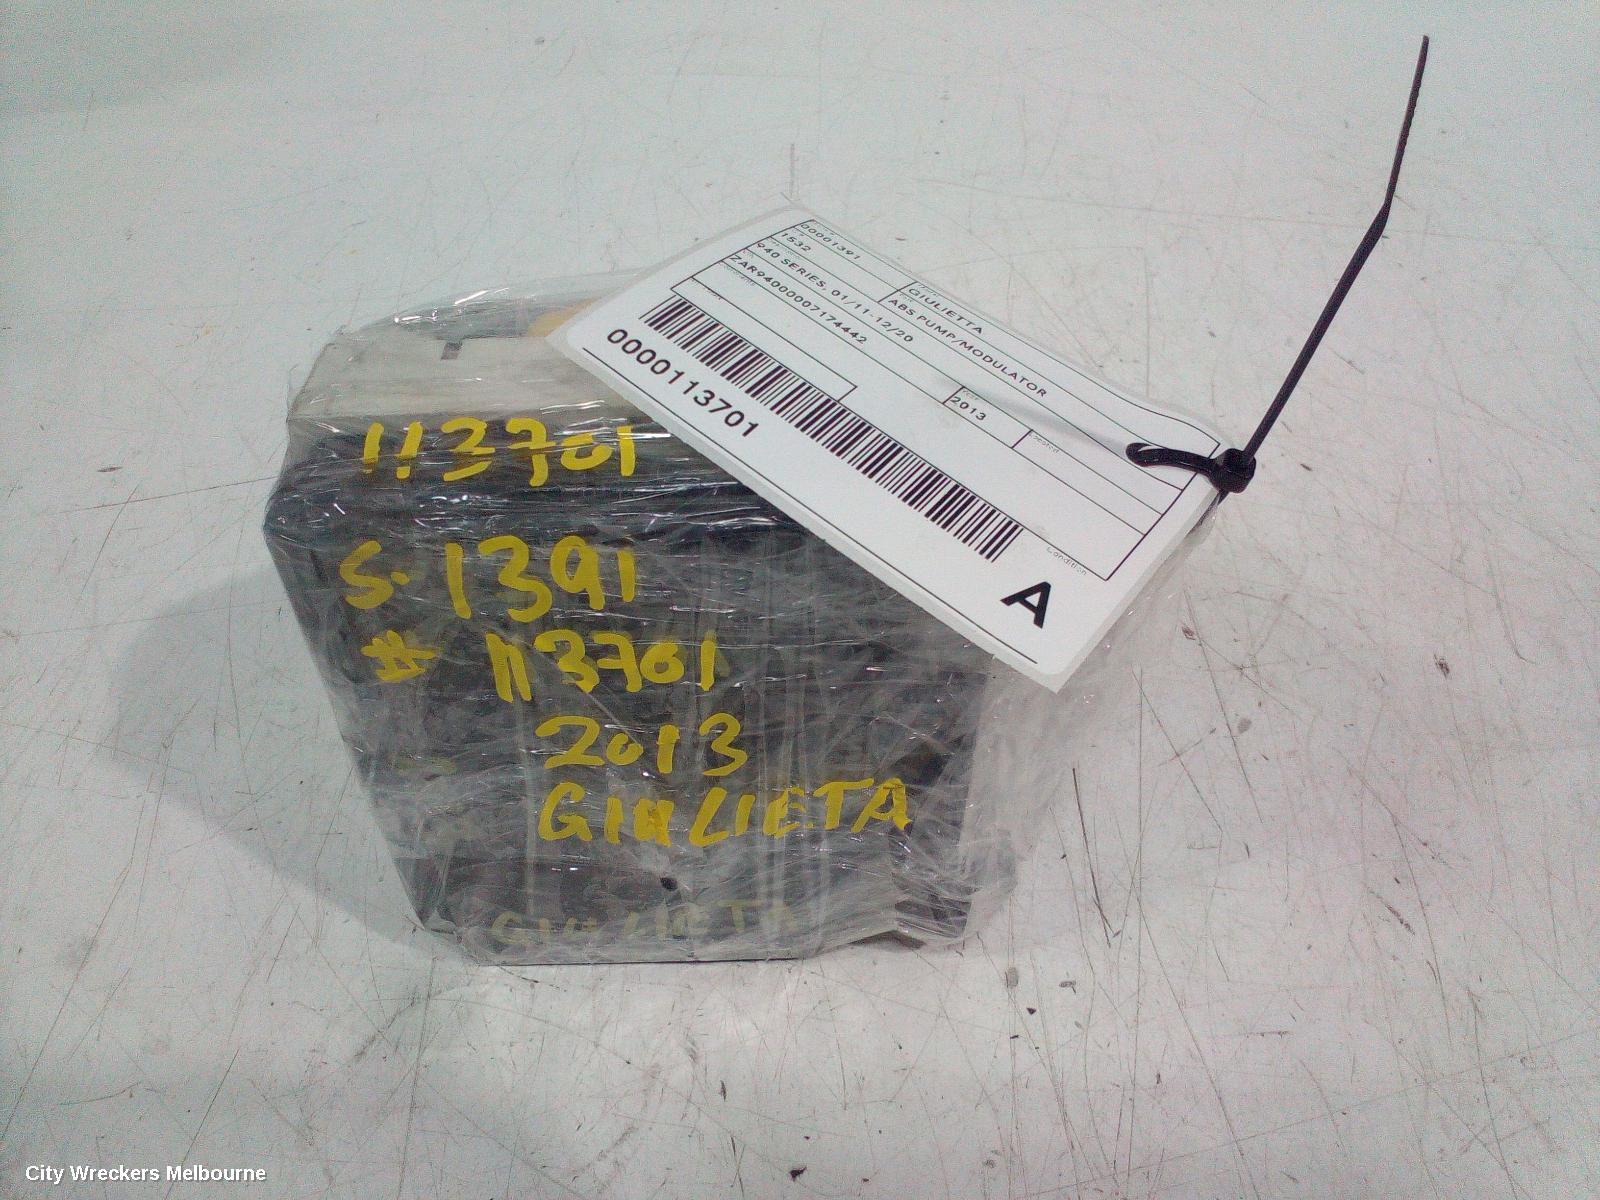 00001391
GIULIETTA
1532
ABS PUMP/MODULATOR
940 SERIES, 01/11-12/20
ZAR94000007174442
2013
Condition
A
0000113701
113701
S. 1391
# 113701
2013
GIULIETA
GIULIETA
City Wreckers Melbourne